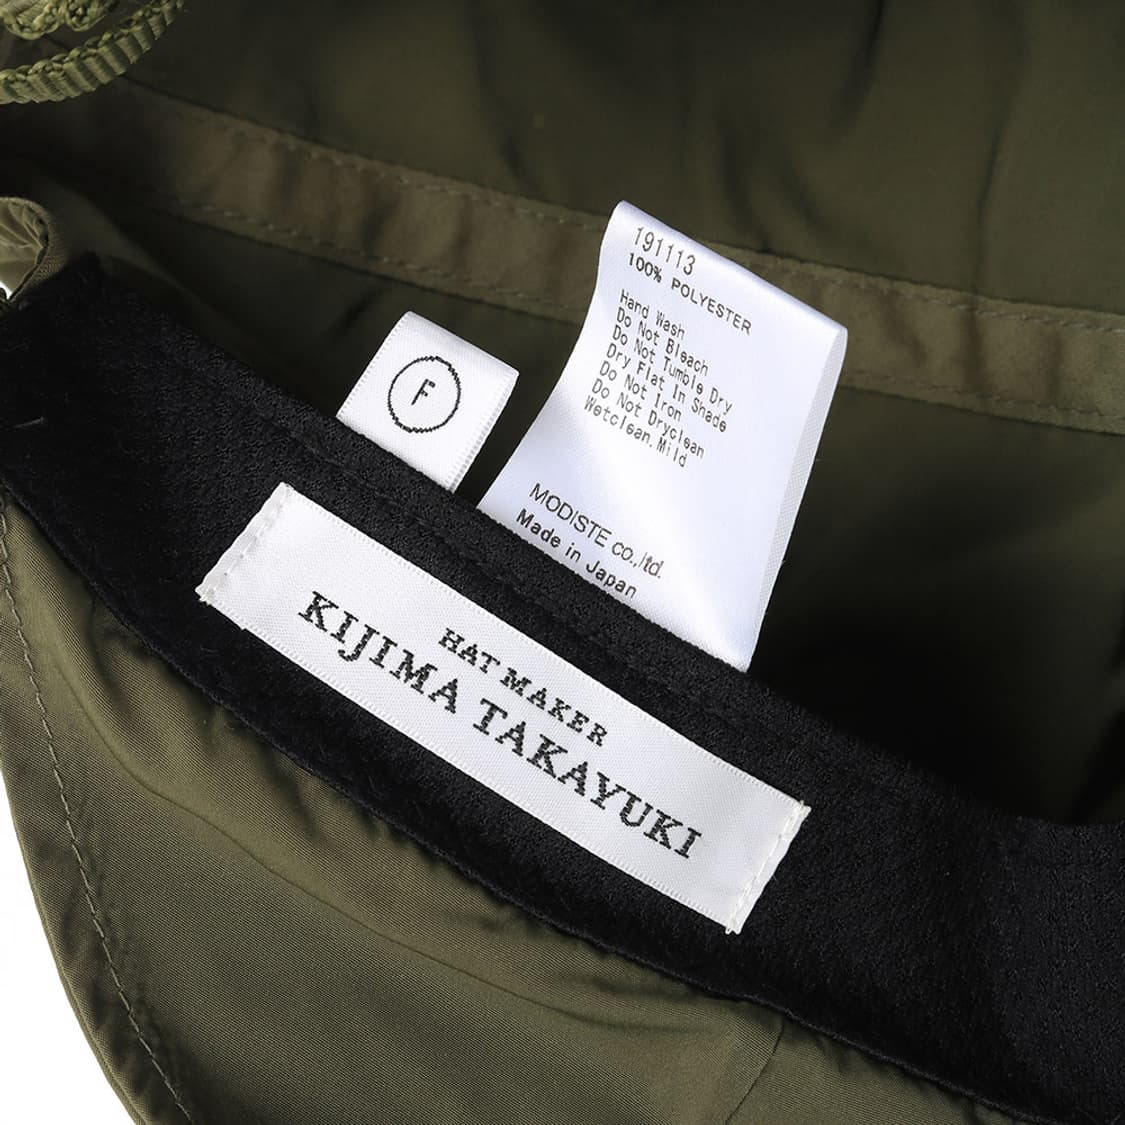 191113
100% POLYESTER
Hand Wash
Do Not Bleach
Do Not Tumble Dry
Dry Flat In Shade
Do Not Iron
Do Not Dryclean
Wetclean.Mild
MODISTE co.,ltd.
Made in Japan
F
HAT MAKER
KIJIMA TAKAYUKI